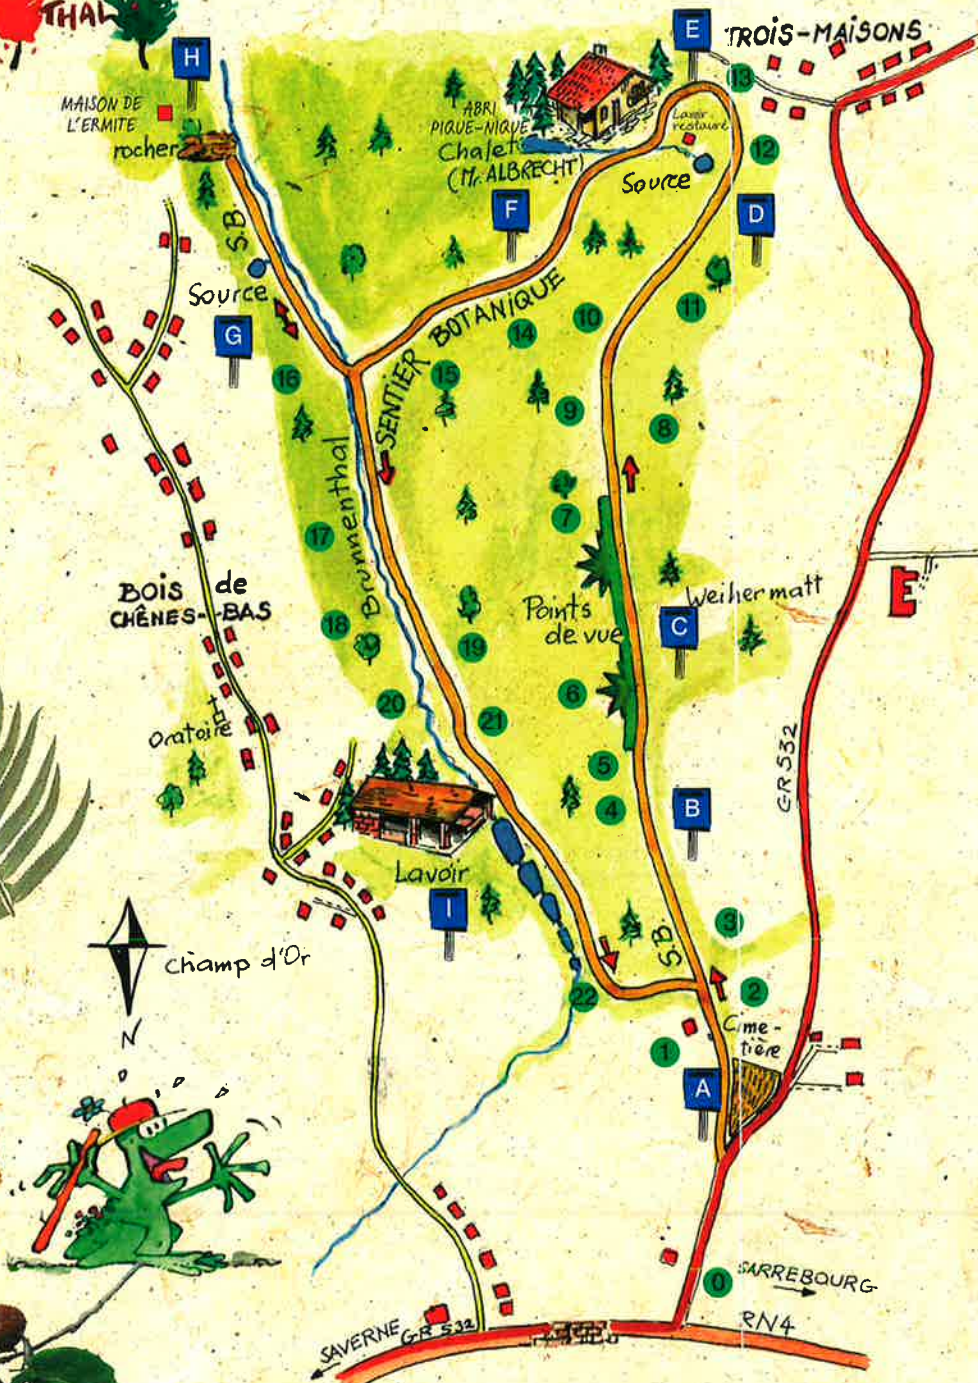 THAL
H
E
TROIS-MAISONS
13
MAISON DE
L'ERMITE
rocher
ABRI
PIQUE-NIQUE
Chalet
(Mr. ALBRECHT)
Lavoir
restauré
Source
12
D
F
S.B
Source
G
SENTIER BOTANIQUE
14
10
11
16
15
9
8
7
17
Brunnenthal
BOIS de
CHÊNES-BAS
18
19
Points
de vue
Weihermatt
C
E
6
20
21
Oratoire
GR 532
5
4
B
Lavoir
I
3
S.B
Champ d'Or
N
22
2
Cime-
tière
1
A
0
SARREBOURG
RN4
SAVERNE
GR 532